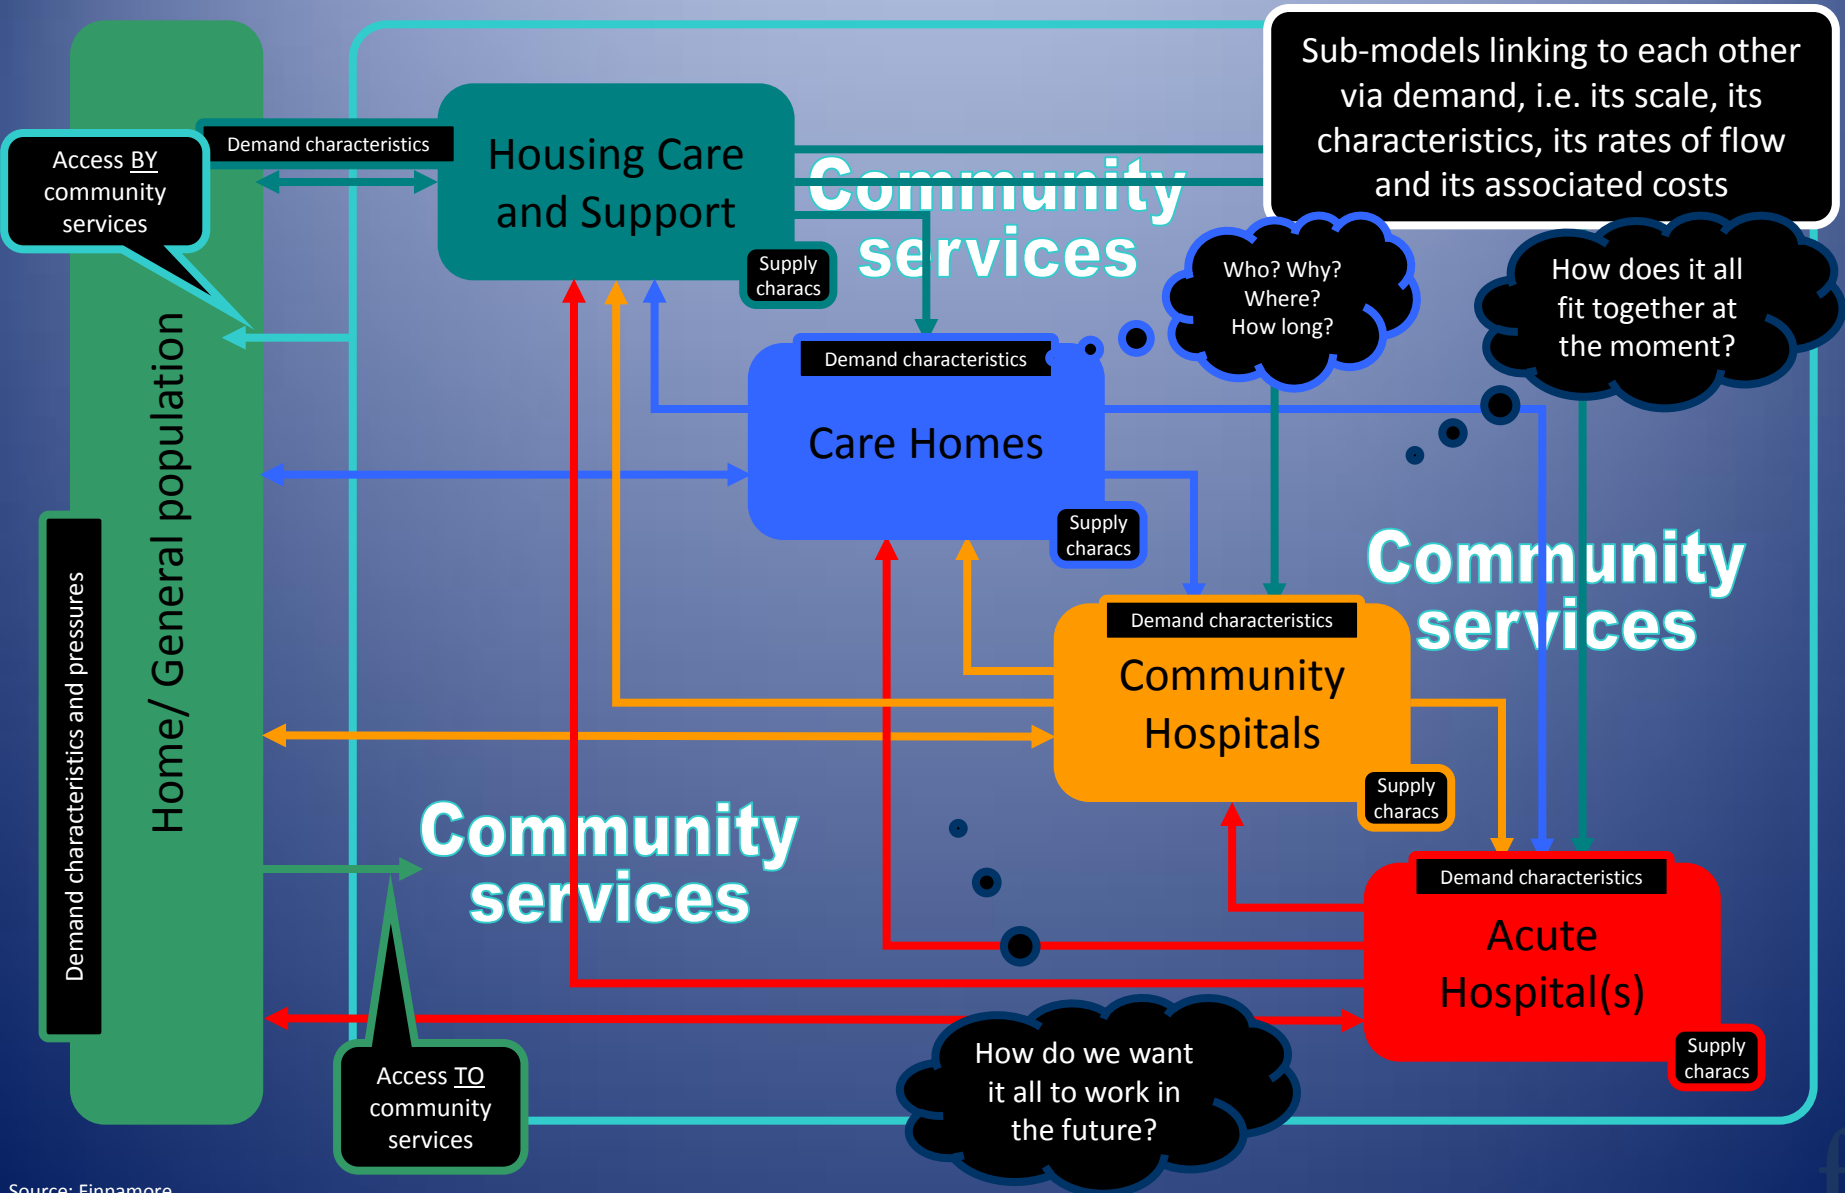 Sub-models linking to each other
via demand, i.e. its scale, its
characteristics, its rates of flow
and its associated costs
Demand characteristics
Housing Care
and Support
Supply
characs
Access BY
community
services
Community
services
Who? Why?
Where?
How long?
How does it all
fit together at
the moment?
Home/ General population
Demand characteristics and pressures
Demand characteristics
Care Homes
Supply
characs
Community
services
Demand characteristics
Community
Hospitals
Supply
characs
Community
services
Demand characteristics
Acute
Hospital(s)
Supply
characs
How do we want
it all to work in
the future?
Access TO
community
services
Source: Finnamore